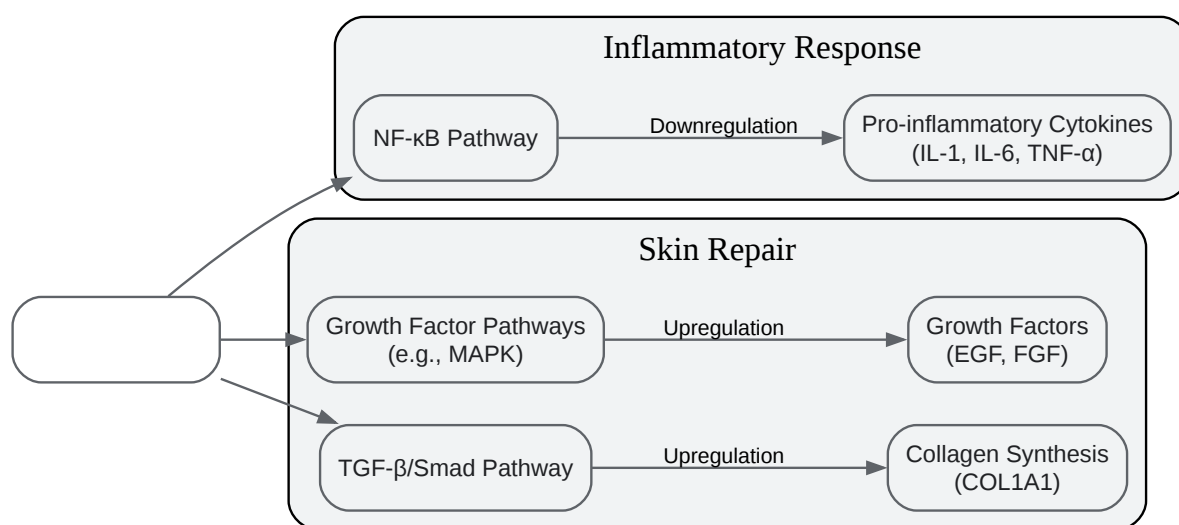 Inflammatory Response
NF-κB Pathway
Downregulation
Pro-inflammatory Cytokines
(IL-1, IL-6, TNF-α)
Skin Repair
Growth Factor Pathways
(e.g., MAPK)
Upregulation
Growth Factors
(EGF, FGF)
TGF-β/Smad Pathway
Upregulation
Collagen Synthesis
(COL1A1)